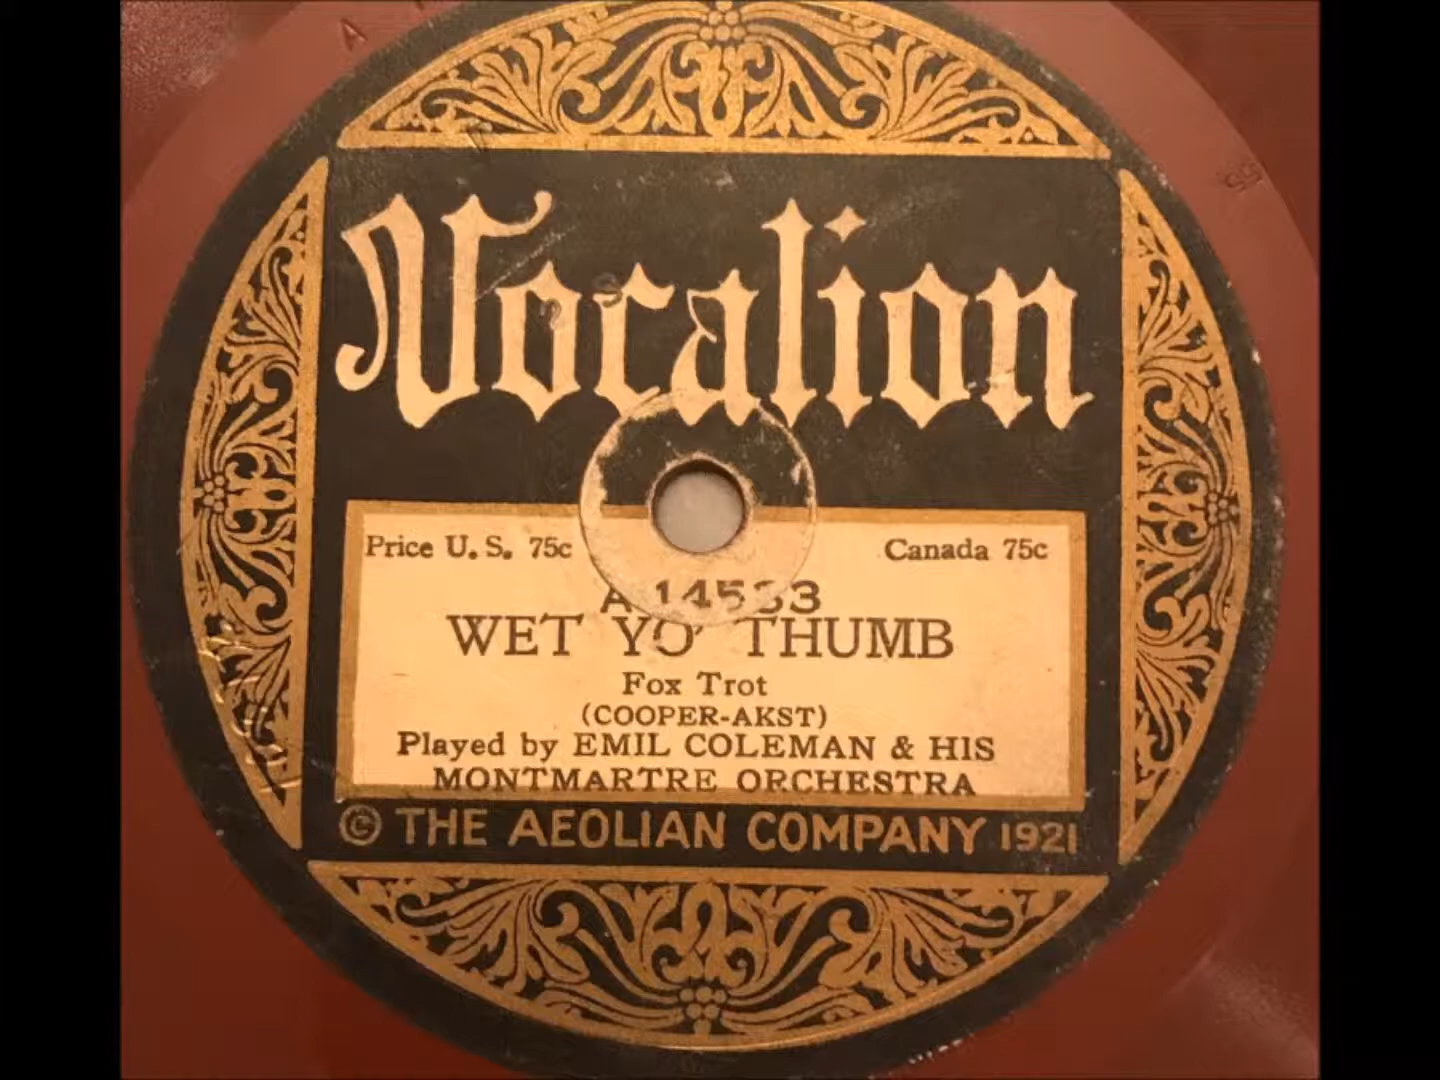 Vocalion
Price U. S. 75c Canada 75c
A 14533
WET YO' THUMB
Fox Trot
(COOPER-AKST)
Played by EMIL COLEMAN & HIS
MONTMARTRE ORCHESTRA
© THE AEOLIAN COMPANY 1921